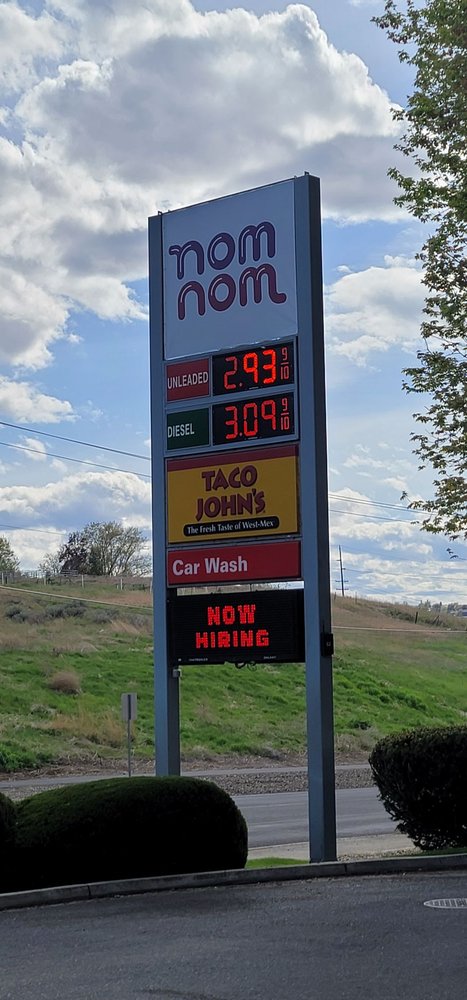 nom
nom
UNLEADED 2.93 9/10
DIESEL 3.09 9/10
TACO
JOHN'S
The Fresh Taste of West-Mex
Car Wash
NOW
HIRING